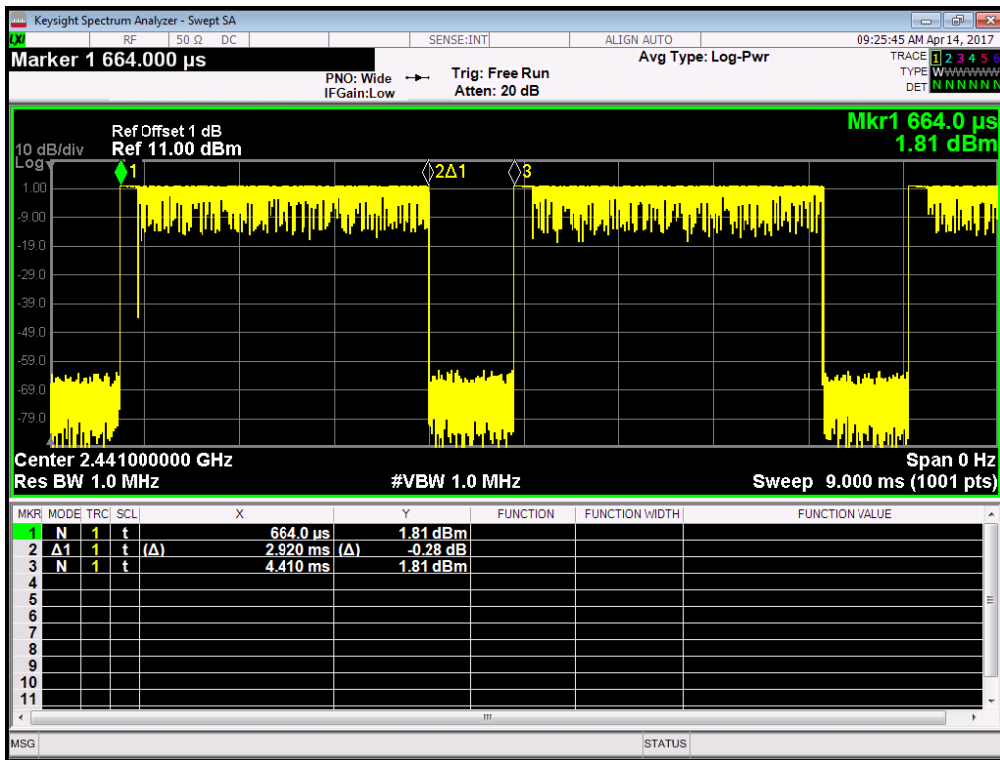 Keysight Spectrum Analyzer - Swept SA
LXI RF 50 Ω DC SENSE:INT ALIGN AUTO 09:25:45 AM Apr 14, 2017
Marker 1 664.000 µs
PNO: Wide
IFGain:Low
Trig: Free Run
Atten: 20 dB
Avg Type: Log-Pwr
TRACE 1 2 3 4 5 6
TYPE WWWWWW
DET N N N N N N
Mkr1 664.0 µs
1.81 dBm
Ref Offset 1 dB
Ref 11.00 dBm
10 dB/div
Log
1 2Δ1 3
1.00
-9.00
-19.0
-29.0
-39.0
-49.0
-59.0
-69.0
-79.0
Center 2.441000000 GHz Span 0 Hz
Res BW 1.0 MHz #VBW 1.0 MHz Sweep 9.000 ms (1001 pts)
MKR MODE TRC SCL X Y FUNCTION FUNCTION WIDTH FUNCTION VALUE
1 N 1 t 664.0 µs 1.81 dBm
2 Δ1 1 t (Δ) 2.920 ms (Δ) -0.28 dB
3 N 1 t 4.410 ms 1.81 dBm
4
5
6
7
8
9
10
11
MSG STATUS